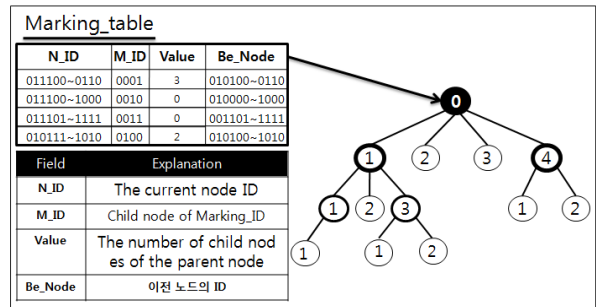 Marking_table
N_ID M_ID Value Be_Node
011100~0110 0001 3 010100~0110
011100~1000 0010 0 010000~1000
011101~1111 0011 0 001101~1111
010111~1010 0100 2 010100~1010
Field Explanation
N_ID The current node ID
M_ID Child node of Marking_ID
Value The number of child nod
es of the parent node
Be_Node 이전 노드의 ID
0
1 2 3 4
1 2 3 1 2
1 1 2